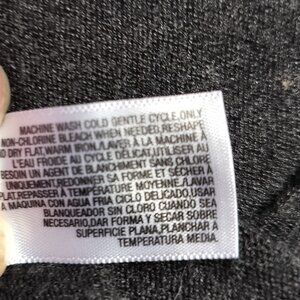 MACHINE WASH COLD GENTLE CYCLE,ONLY
NON-CHLORINE BLEACH WHEN NEEDED,RESHAPE
DRY FLAT,WARM IRON.LAVER À LA MACHINE À
L'EAU FROIDE AU CYCLE DÉLICAT,UTILISER AU
BESOIN UN AGENT DE BLANCHIMENT SANS CHLORE
UNIQUEMENT,REDONNER SA FORME ET SÉCHER À
PLAT,REPASSER À TEMPÉRATURE MOYENNE.LAVAR
A MAQUINA CON AGUA FRIA CICLO DELICADO,USAR
BLANQUEADOR SIN CLORO CUANDO SEA
NECESARIO,DAR FORMA Y SECAR SOBRE
SUPERFICIE PLANA,PLANCHAR A
TEMPERATURA MEDIA.